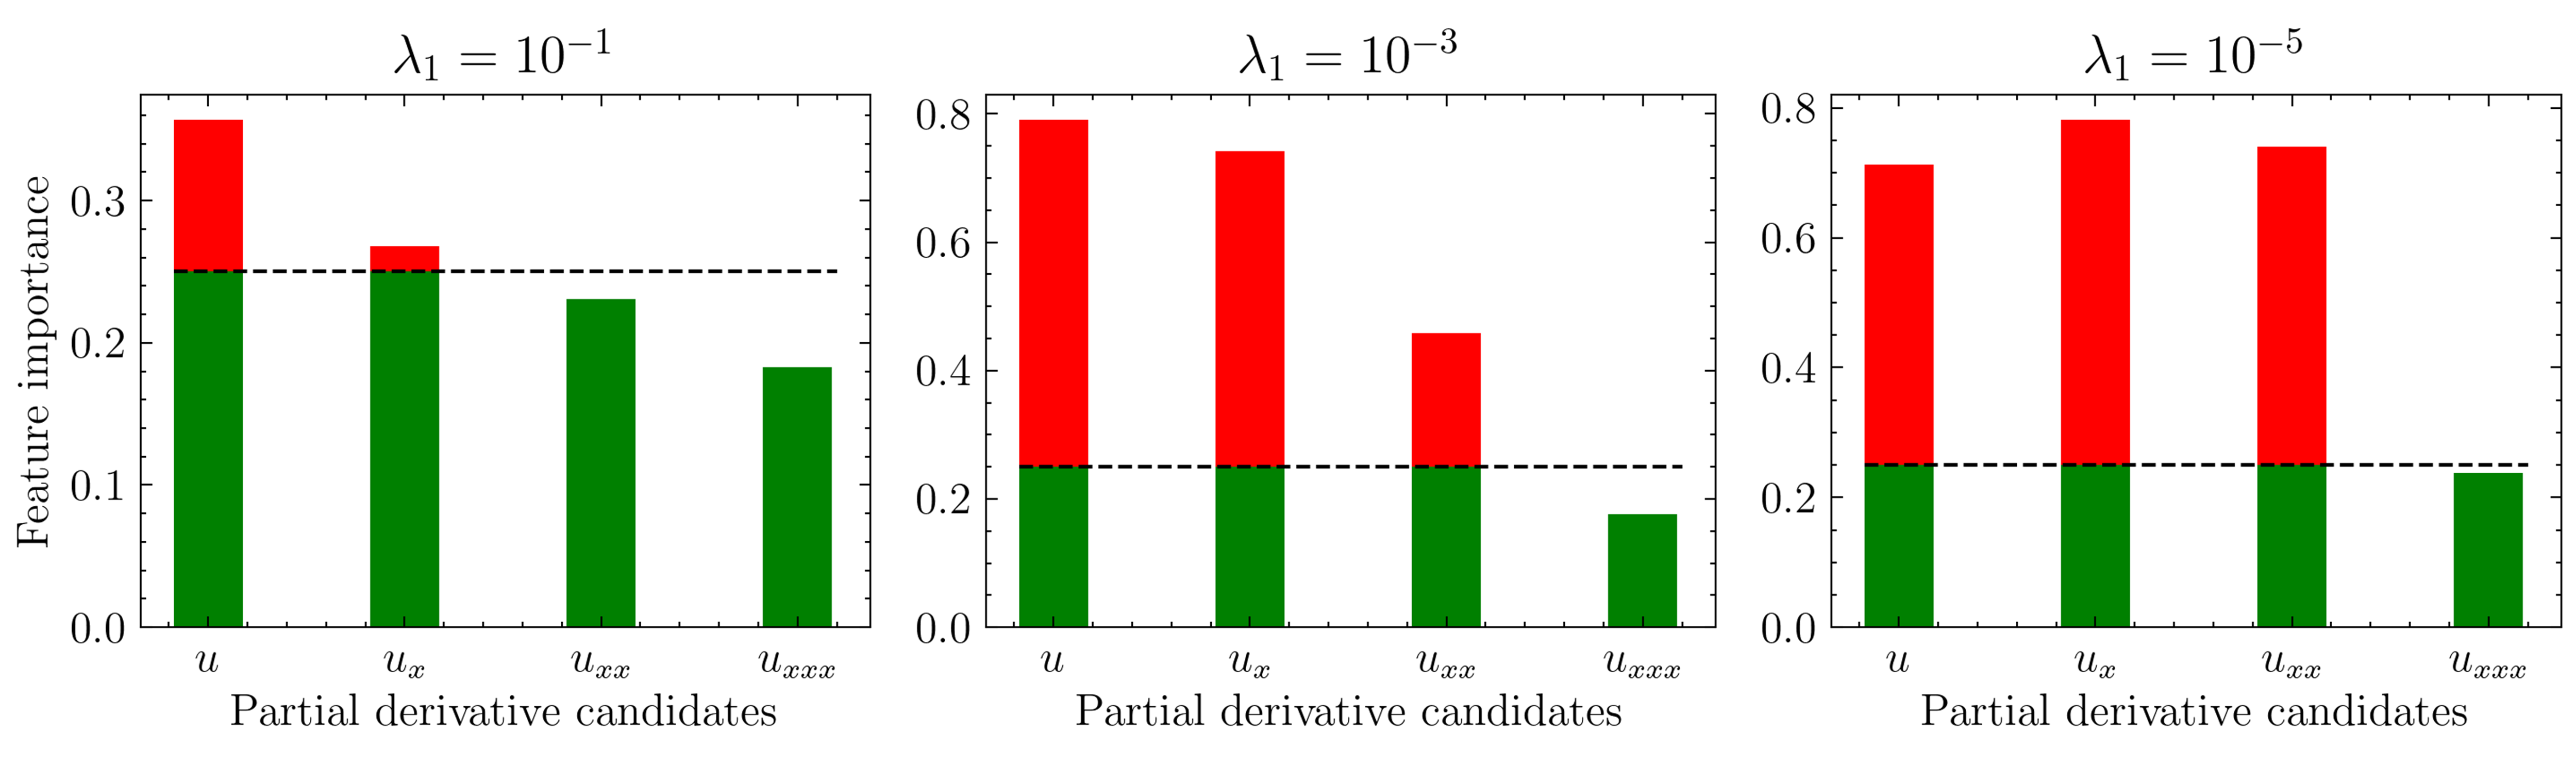 λ₁ = 10⁻¹
Feature importance
0.3
0.2
0.1
0.0
u
uₓ
uₓₓ
uₓₓₓ
Partial derivative candidates
λ₁ = 10⁻³
0.8
0.6
0.4
0.2
0.0
u
uₓ
uₓₓ
uₓₓₓ
Partial derivative candidates
λ₁ = 10⁻⁵
0.8
0.6
0.4
0.2
0.0
u
uₓ
uₓₓ
uₓₓₓ
Partial derivative candidates